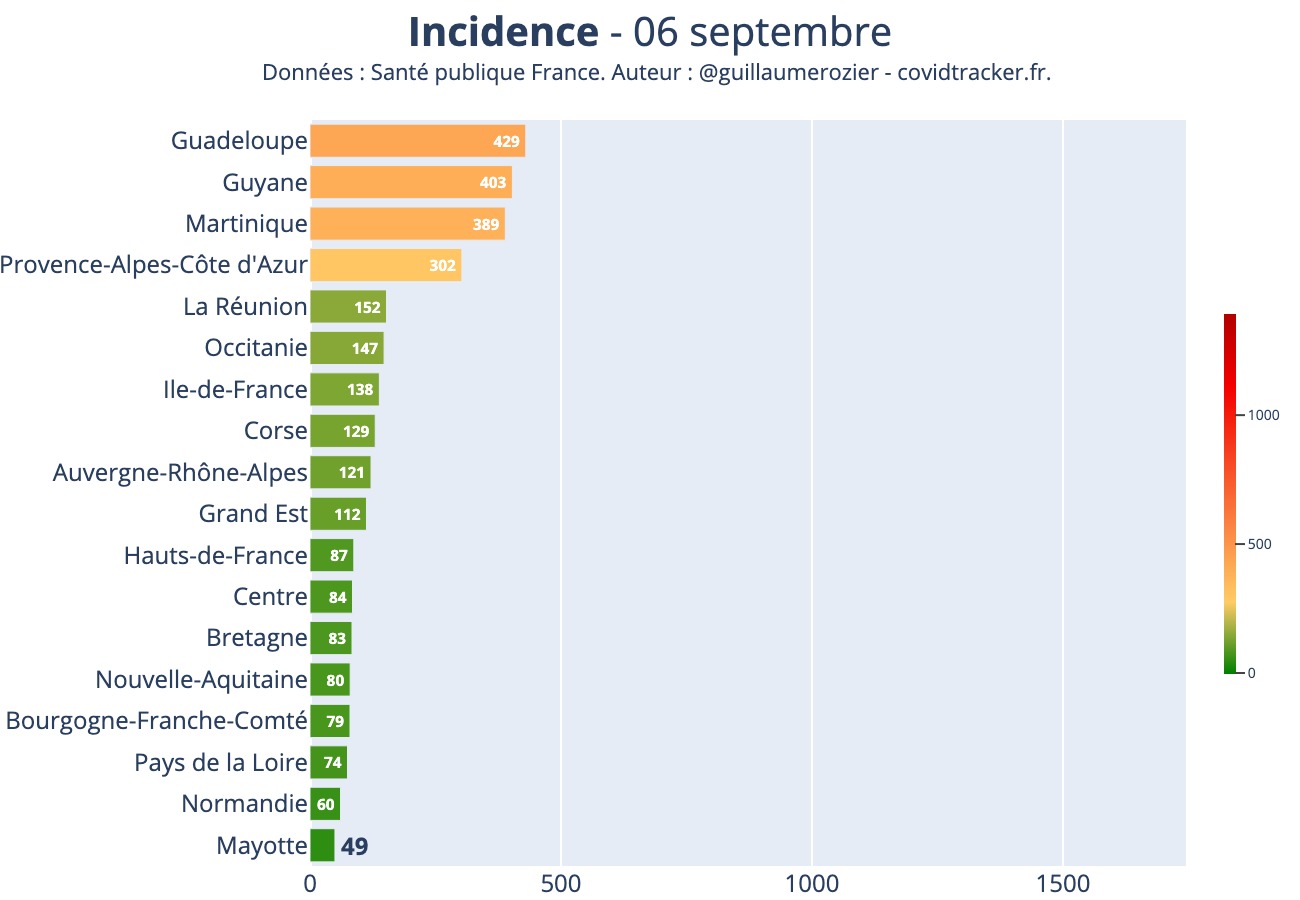 Incidence - 06 septembre
Données : Santé publique France. Auteur : @guillaumerozier - covidtracker.fr.
Guadeloupe 429
Guyane 403
Martinique 389
Provence-Alpes-Côte d'Azur 302
La Réunion 152
Occitanie 147
Ile-de-France 138
Corse 129
Auvergne-Rhône-Alpes 121
Grand Est 112
Hauts-de-France 87
Centre 84
Bretagne 83
Nouvelle-Aquitaine 80
Bourgogne-Franche-Comté 79
Pays de la Loire 74
Normandie 60
Mayotte 49
0 500 1000 1500
1000
500
0